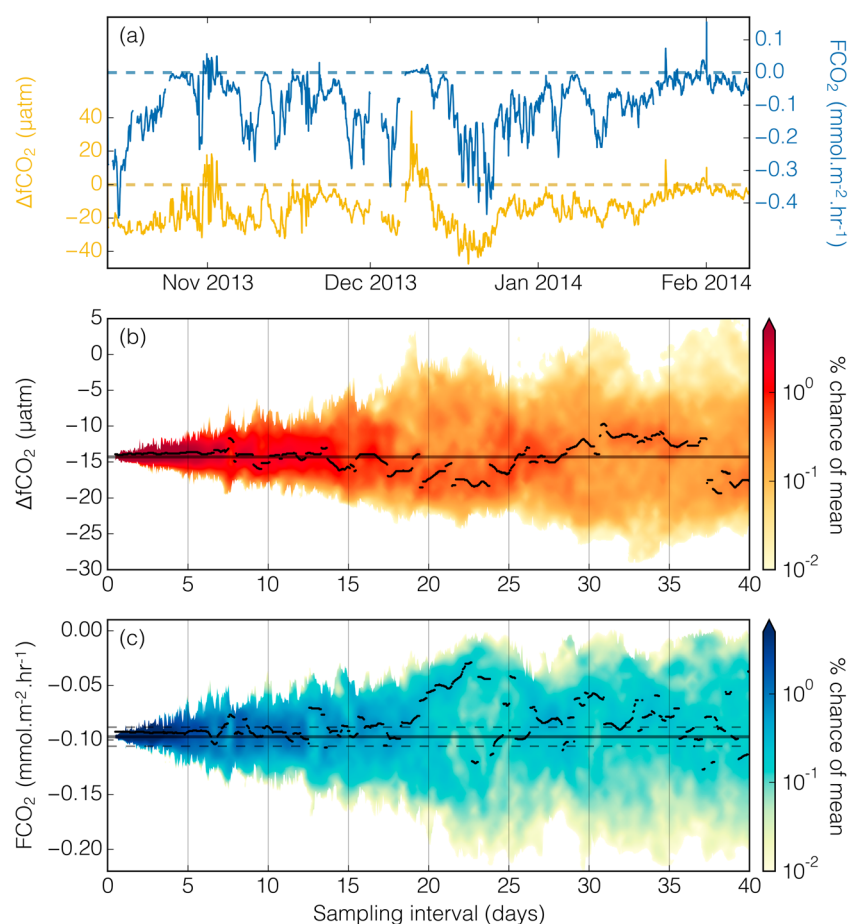 (a)
ΔfCO₂ (µatm)
40
20
0
−20
−40
0.1
0.0
−0.1
−0.2
−0.3
−0.4
FCO₂ (mmol.m⁻².hr⁻¹)
Nov 2013 Dec 2013 Jan 2014 Feb 2014
(b)
ΔfCO₂ (µatm)
5
0
−5
−10
−15
−20
−25
−30
0 5 10 15 20 25 30 35 40
10⁰
10⁻¹
10⁻²
% chance of mean
(c)
FCO₂ (mmol.m⁻².hr⁻¹)
0.00
−0.05
−0.10
−0.15
−0.20
0 5 10 15 20 25 30 35 40
Sampling interval (days)
10⁰
10⁻¹
10⁻²
% chance of mean